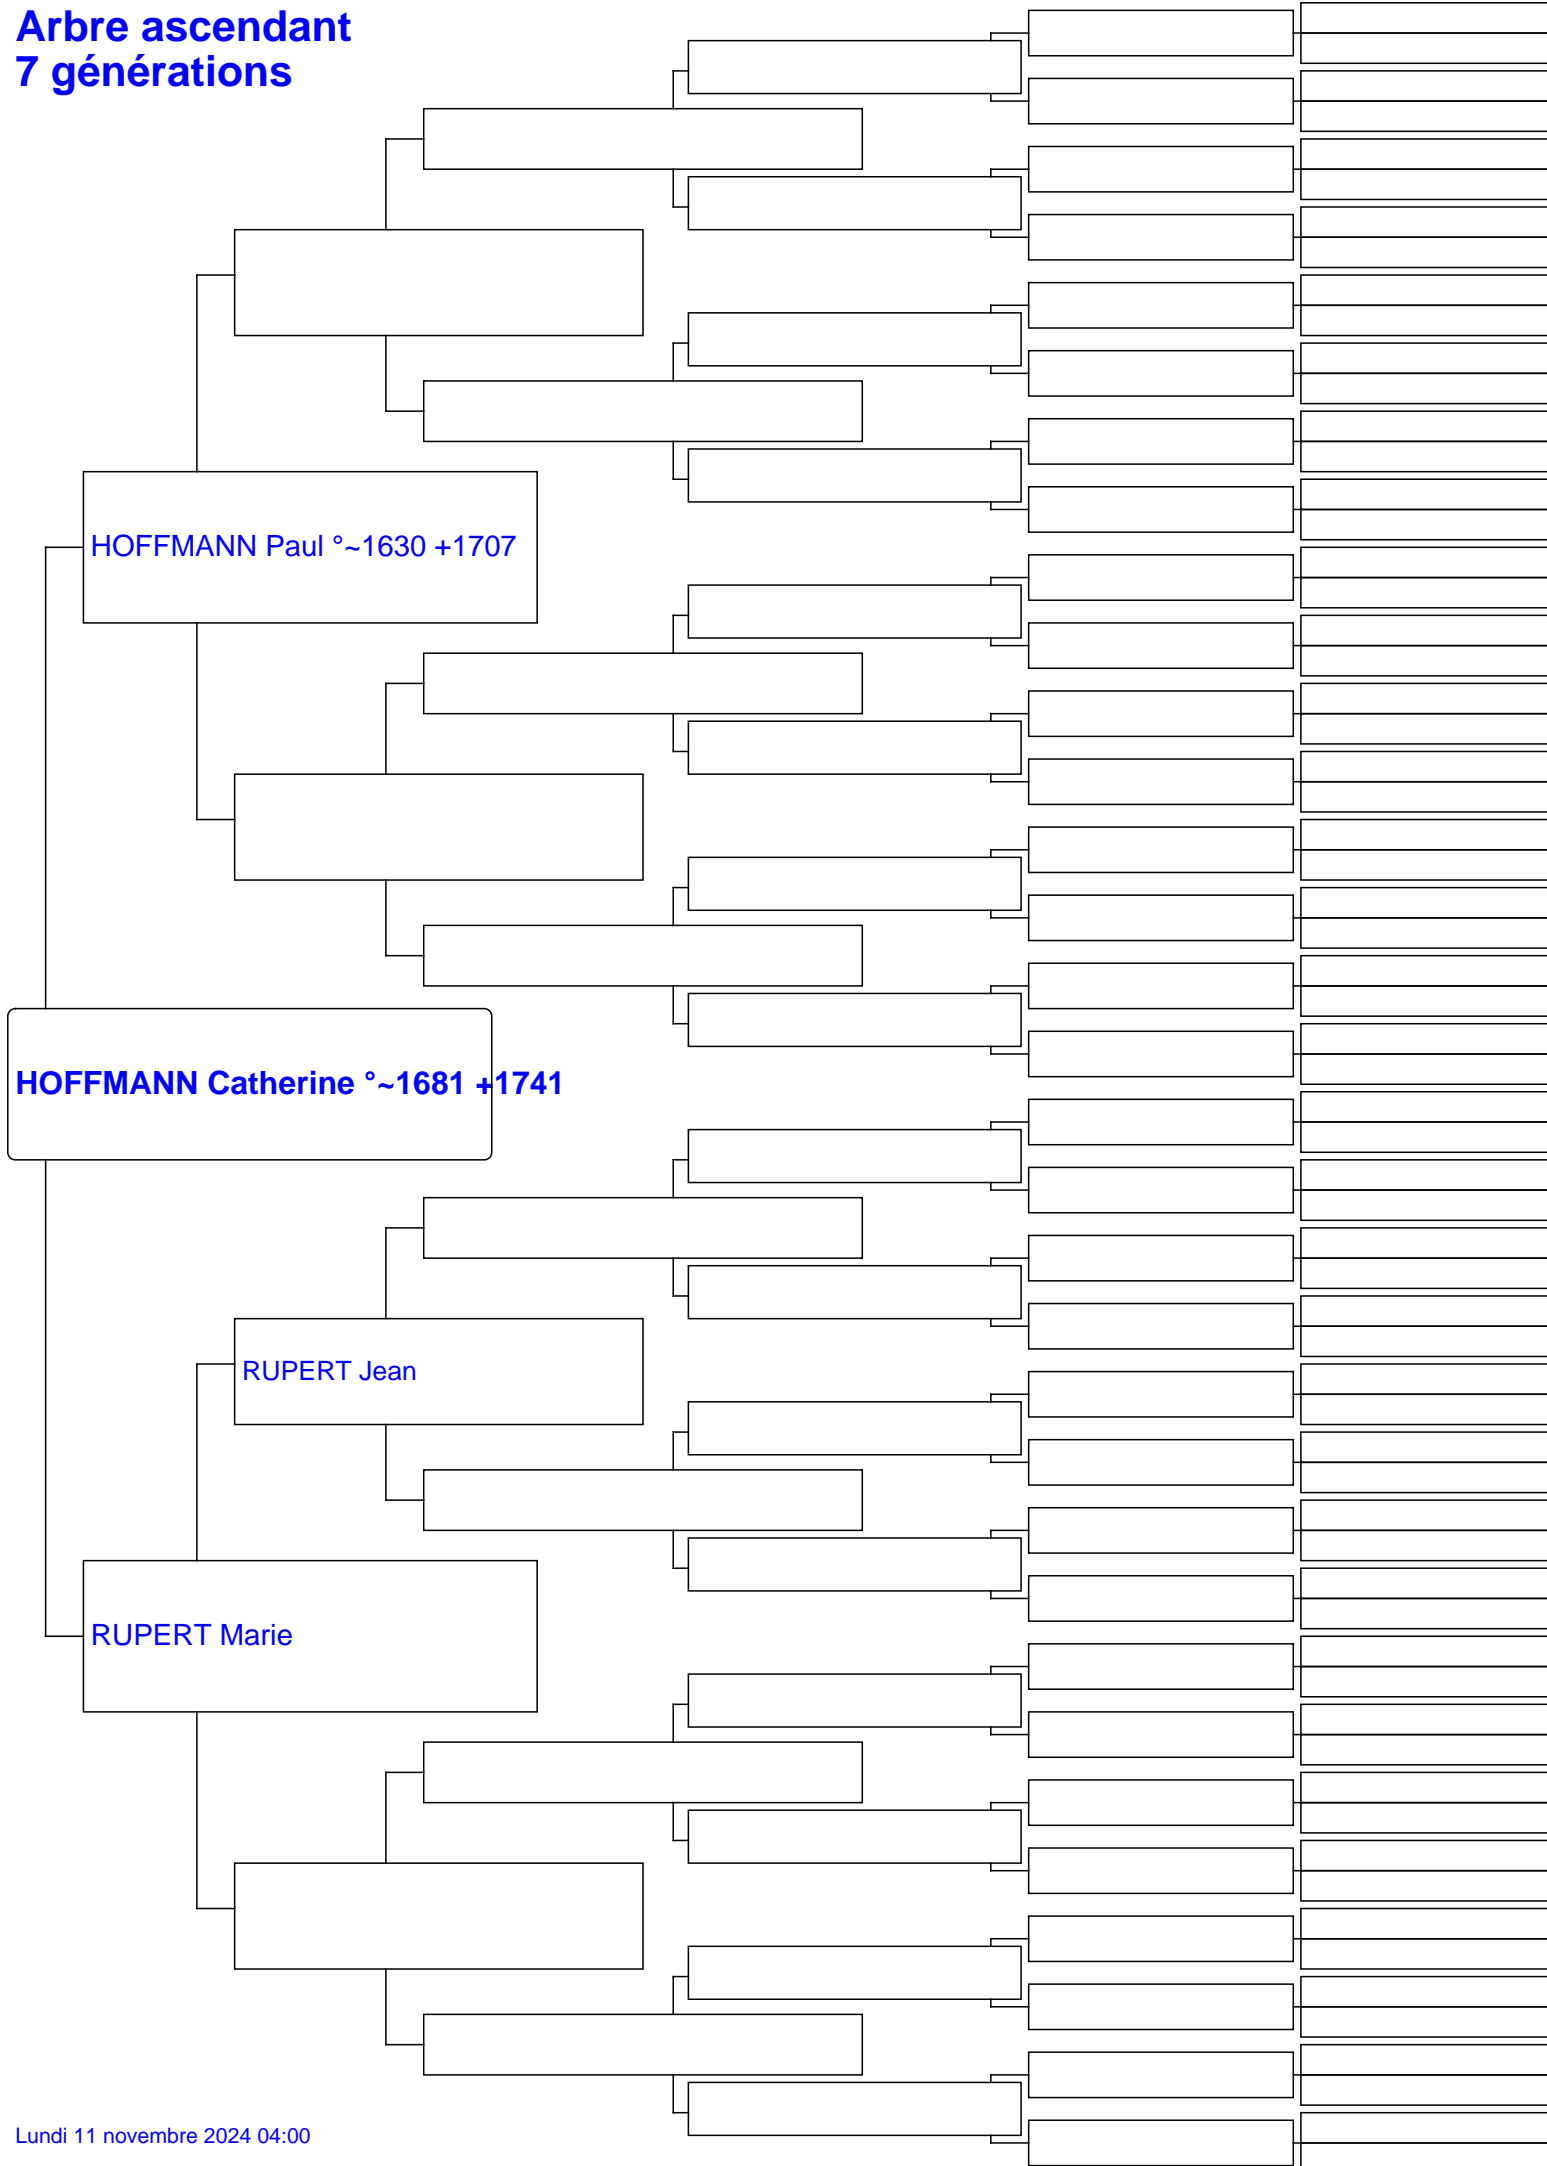 Arbre ascendant
7 générations
HOFFMANN Paul °~1630 +1707
HOFFMANN Catherine °~1681 +1741
RUPERT Jean
RUPERT Marie
Lundi 11 novembre 2024 04:00